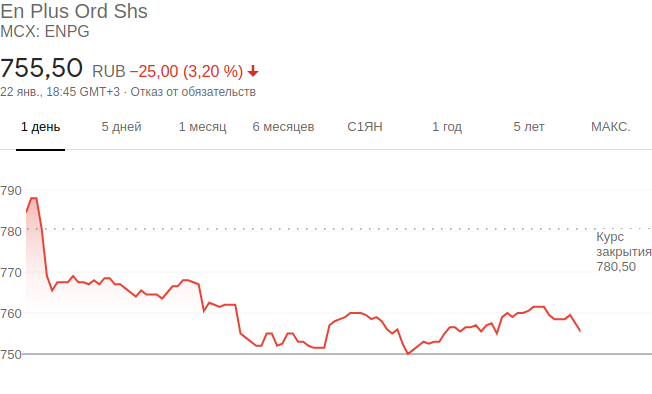 En Plus Ord Shs
MCX: ENPG
755,50 RUB −25,00 (3,20 %)
22 янв., 18:45 GMT+3 · Отказ от обязательств
1 день 5 дней 1 месяц 6 месяцев С1ЯН 1 год 5 лет МАКС.
790
780
Курс
закрытия
780,50
770
760
750